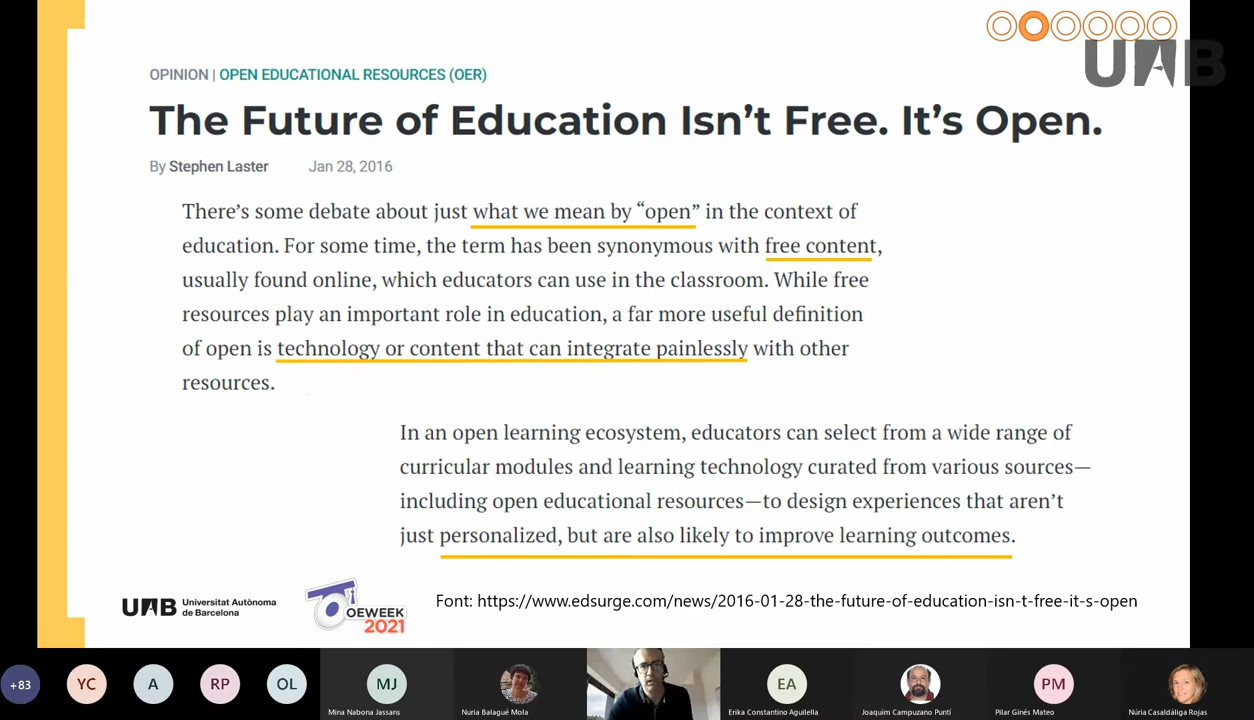 UAB
OPINION | OPEN EDUCATIONAL RESOURCES (OER)
The Future of Education Isn't Free. It's Open.
By Stephen Laster Jan 28, 2016
There's some debate about just what we mean by “open” in the context of
education. For some time, the term has been synonymous with free content,
usually found online, which educators can use in the classroom. While free
resources play an important role in education, a far more useful definition
of open is technology or content that can integrate painlessly with other
resources.
In an open learning ecosystem, educators can select from a wide range of
curricular modules and learning technology curated from various sources—
including open educational resources—to design experiences that aren't
just personalized, but are also likely to improve learning outcomes.
UAB Universitat Autònoma
de Barcelona
OEWEEK
2021
Font: https://www.edsurge.com/news/2016-01-28-the-future-of-education-isn-t-free-it-s-open
+83
YC
A
RP
OL
MJ
EA
PM
Mina Nabona Jassans
Nuria Balagué Mola
Erika Constantino Aguilella
Joaquim Campuzano Puntí
Pilar Ginés Mateo
Núria Casaldáliga Rojas